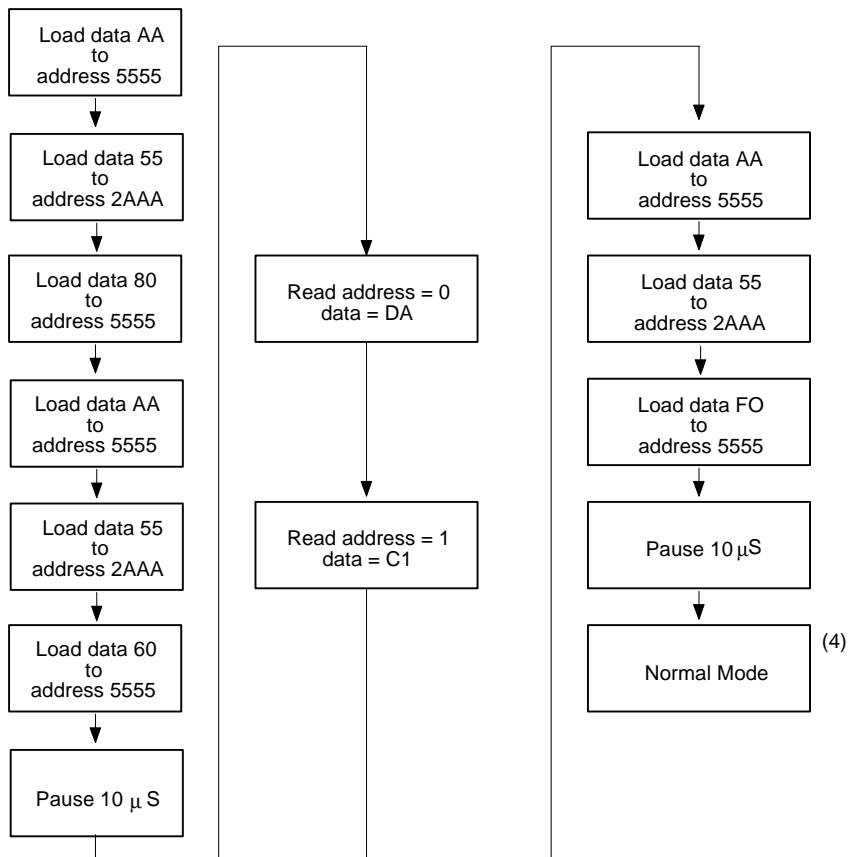 Load data AA
to
address 5555
Load data 55
to
address 2AAA
Load data 80
to
address 5555
Load data AA
to
address 5555
Load data 55
to
address 2AAA
Load data 60
to
address 5555
Pause 10 μ S
Read address = 0
data = DA
Read address = 1
data = C1
Load data AA
to
address 5555
Load data 55
to
address 2AAA
Load data FO
to
address 5555
Pause 10 μS
Normal Mode
(4)